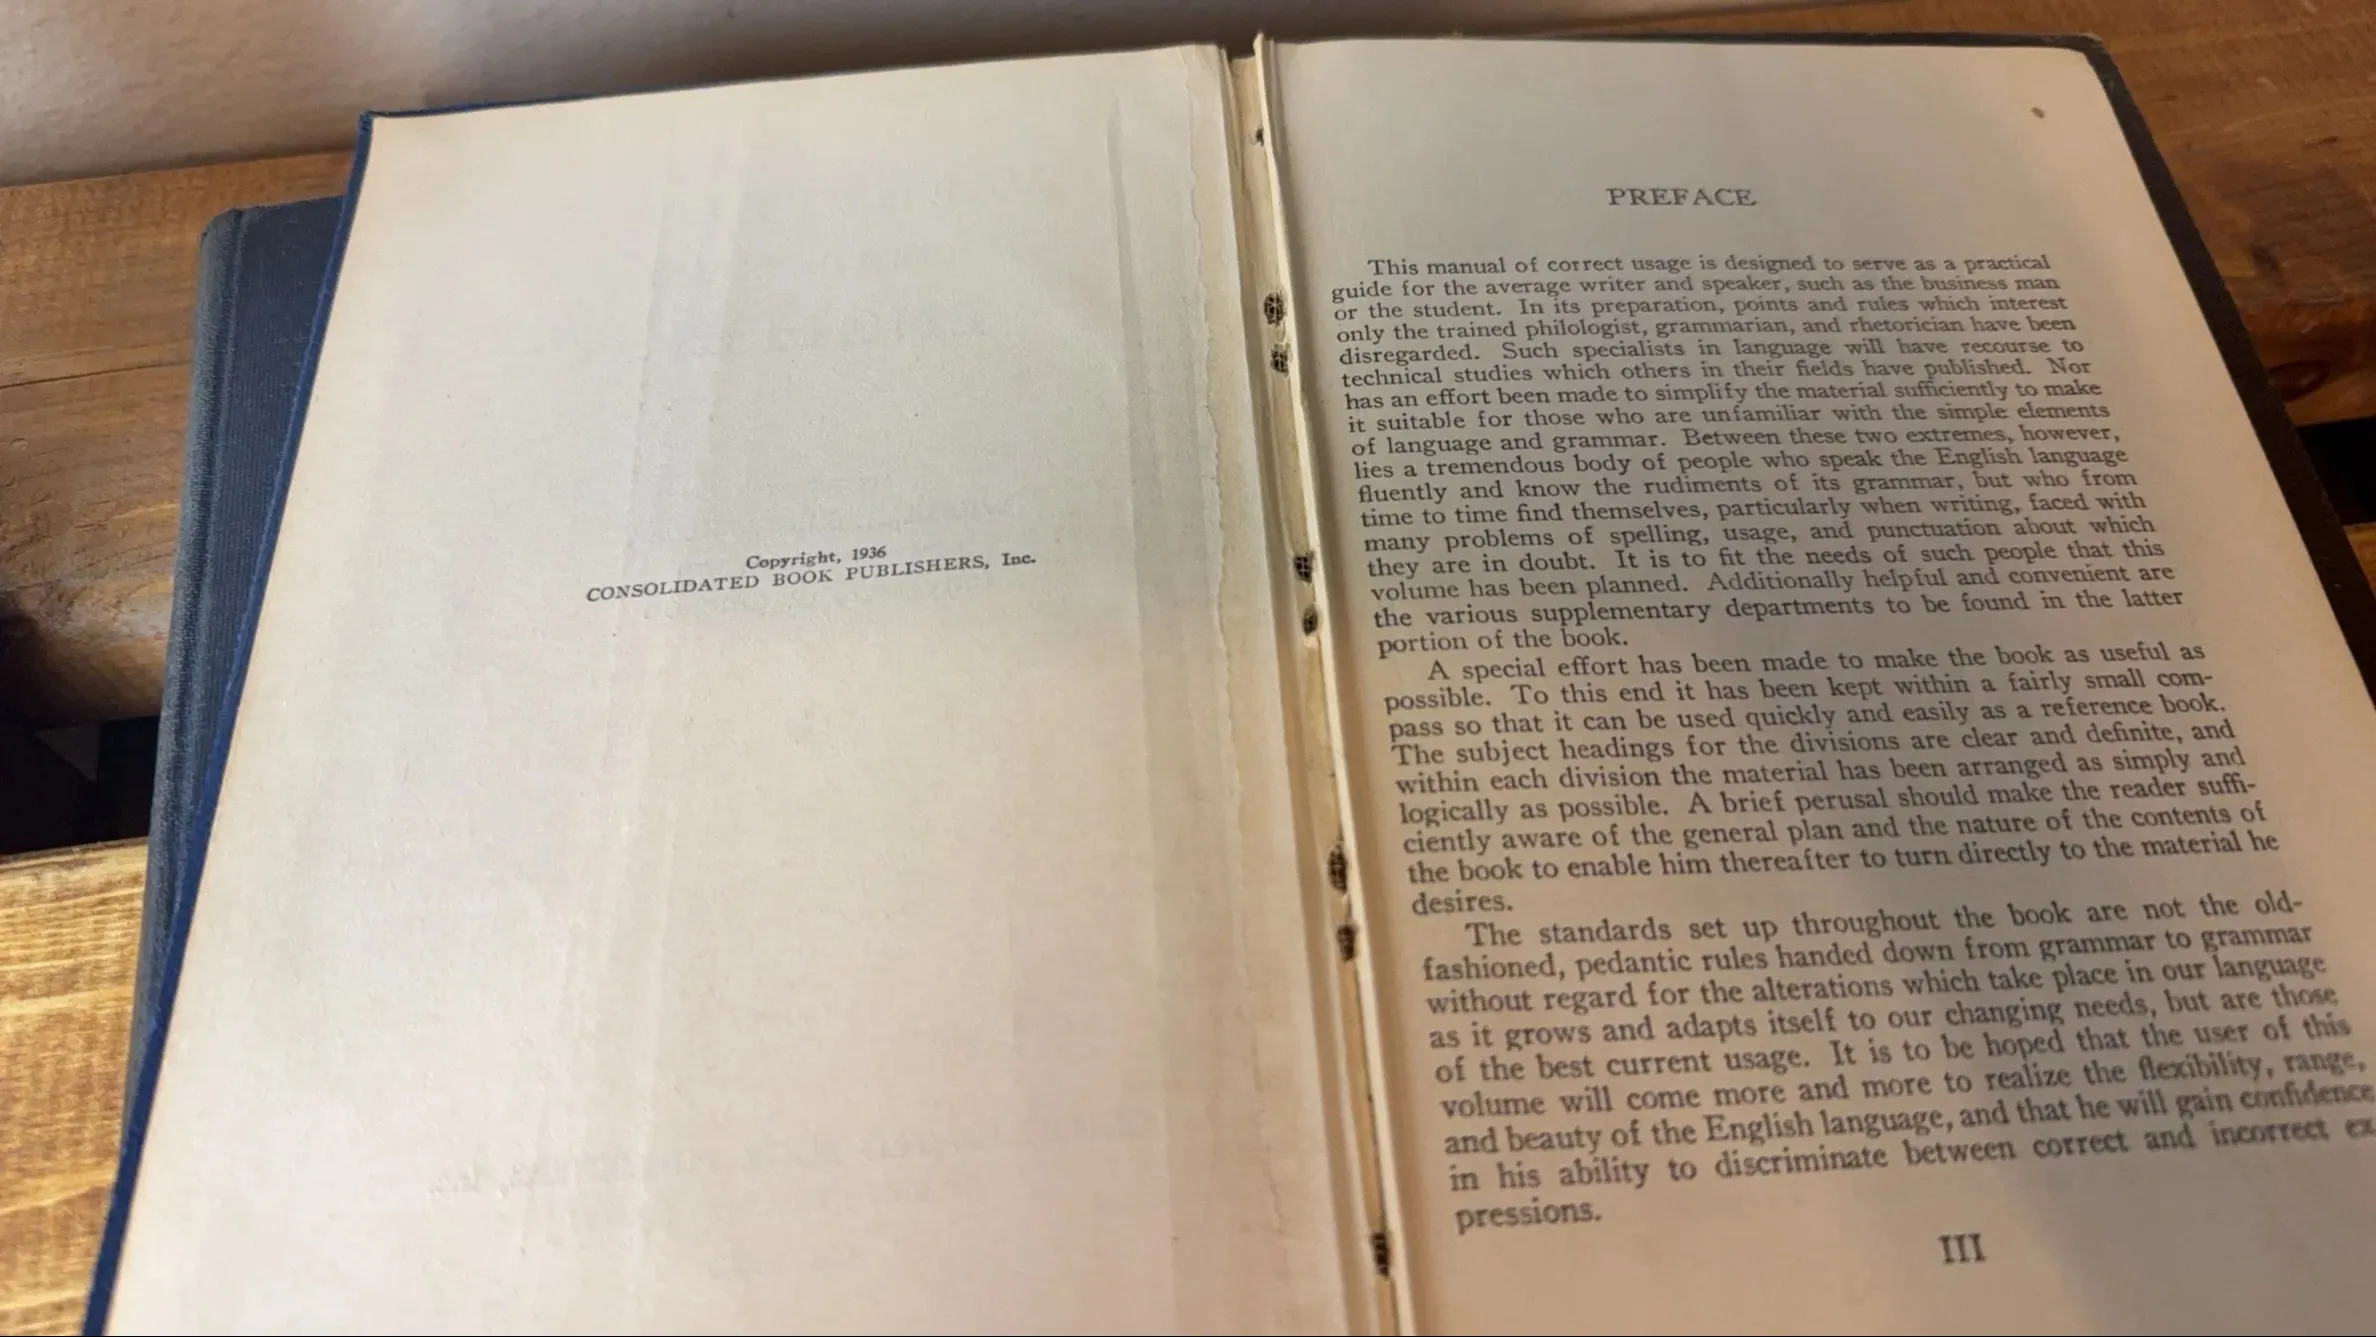 Copyright, 1936
CONSOLIDATED BOOK PUBLISHERS, Inc.
PREFACE
This manual of correct usage is designed to serve as a practical
guide for the average writer and speaker, such as the business man
or the student. In its preparation, points and rules which interest
only the trained philologist, grammarian, and rhetorician have been
disregarded. Such specialists in language will have recourse to
technical studies which others in their fields have published. Nor
has an effort been made to simplify the material sufficiently to make
it suitable for those who are unfamiliar with the simple elements
of language and grammar. Between these two extremes, however,
lies a tremendous body of people who speak the English language
fluently and know the rudiments of its grammar, but who from
time to time find themselves, particularly when writing, faced with
many problems of spelling, usage, and punctuation about which
they are in doubt. It is to fit the needs of such people that this
volume has been planned. Additionally helpful and convenient are
the various supplementary departments to be found in the latter
portion of the book.
A special effort has been made to make the book as useful as
possible. To this end it has been kept within a fairly small com-
pass so that it can be used quickly and easily as a reference book.
The subject headings for the divisions are clear and definite, and
within each division the material has been arranged as simply and
logically as possible. A brief perusal should make the reader suffi-
ciently aware of the general plan and the nature of the contents of
the book to enable him thereafter to turn directly to the material he
desires.
The standards set up throughout the book are not the old-
fashioned, pedantic rules handed down from grammar to grammar
without regard for the alterations which take place in our language
as it grows and adapts itself to our changing needs, but are those
of the best current usage. It is to be hoped that the user of this
volume will come more and more to realize the flexibility, range,
and beauty of the English language, and that he will gain confidence
in his ability to discriminate between correct and incorrect ex
pressions.
III